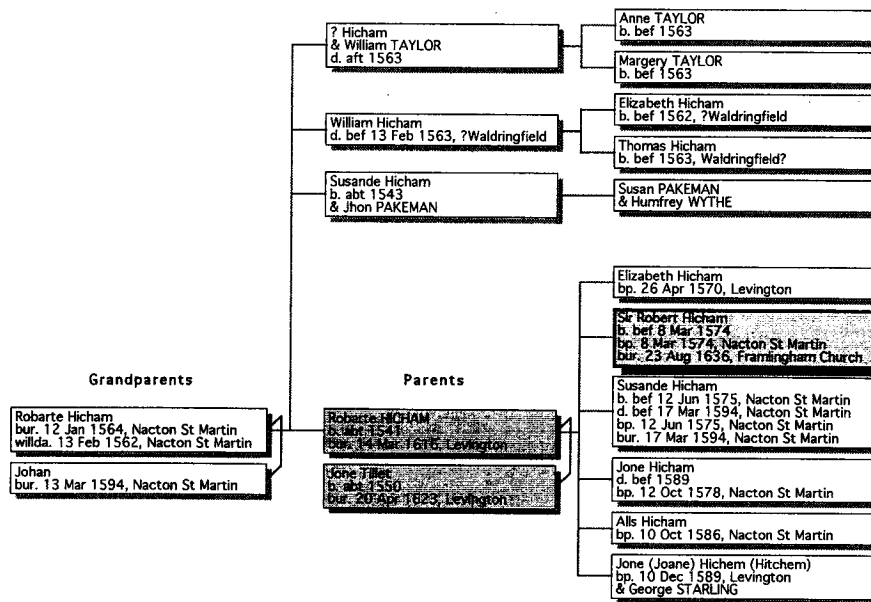 ? Hicham
& William TAYLOR
d. aft 1563
Anne TAYLOR
b. bef 1563
Margery TAYLOR
b. bef 1563
William Hicham
d. bef 13 Feb 1563, ?Waldringfield
Elizabeth Hicham
b. bef 1562, ?Waldringfield
Thomas Hicham
b. bef 1563, Waldringfield?
Susande Hicham
b. abt 1543
& Jhon PAKEMAN
Susan PAKEMAN
& Humfrey WYTHE
Grandparents
Robarte Hicham
bur. 12 Jan 1564, Nacton St Martin
willda. 13 Feb 1562, Nacton St Martin
Johan
bur. 13 Mar 1594, Nacton St Martin
Parents
Robarte HICHAM
b. abt 1541
bur. 14 Mar 1616, Levington
Jone Tillet
b. abt 1550
bur. 20 Apr 1623, Levington
Elizabeth Hicham
bp. 26 Apr 1570, Levington
Sir Robert Hicham
b. bef 8 Mar 1574
bp. 8 Mar 1574, Nacton St Martin
bur. 23 Aug 1636, Framlingham Church
Susande Hicham
b. bef 12 Jun 1575, Nacton St Martin
d. bef 17 Mar 1594, Nacton St Martin
bp. 12 Jun 1575, Nacton St Martin
bur. 17 Mar 1594, Nacton St Martin
Jone Hicham
d. bef 1589
bp. 12 Oct 1578, Nacton St Martin
Alls Hicham
bp. 10 Oct 1586, Nacton St Martin
Jone (Joane) Hichem (Hitchem)
bp. 10 Dec 1589, Levington
& George STARLING